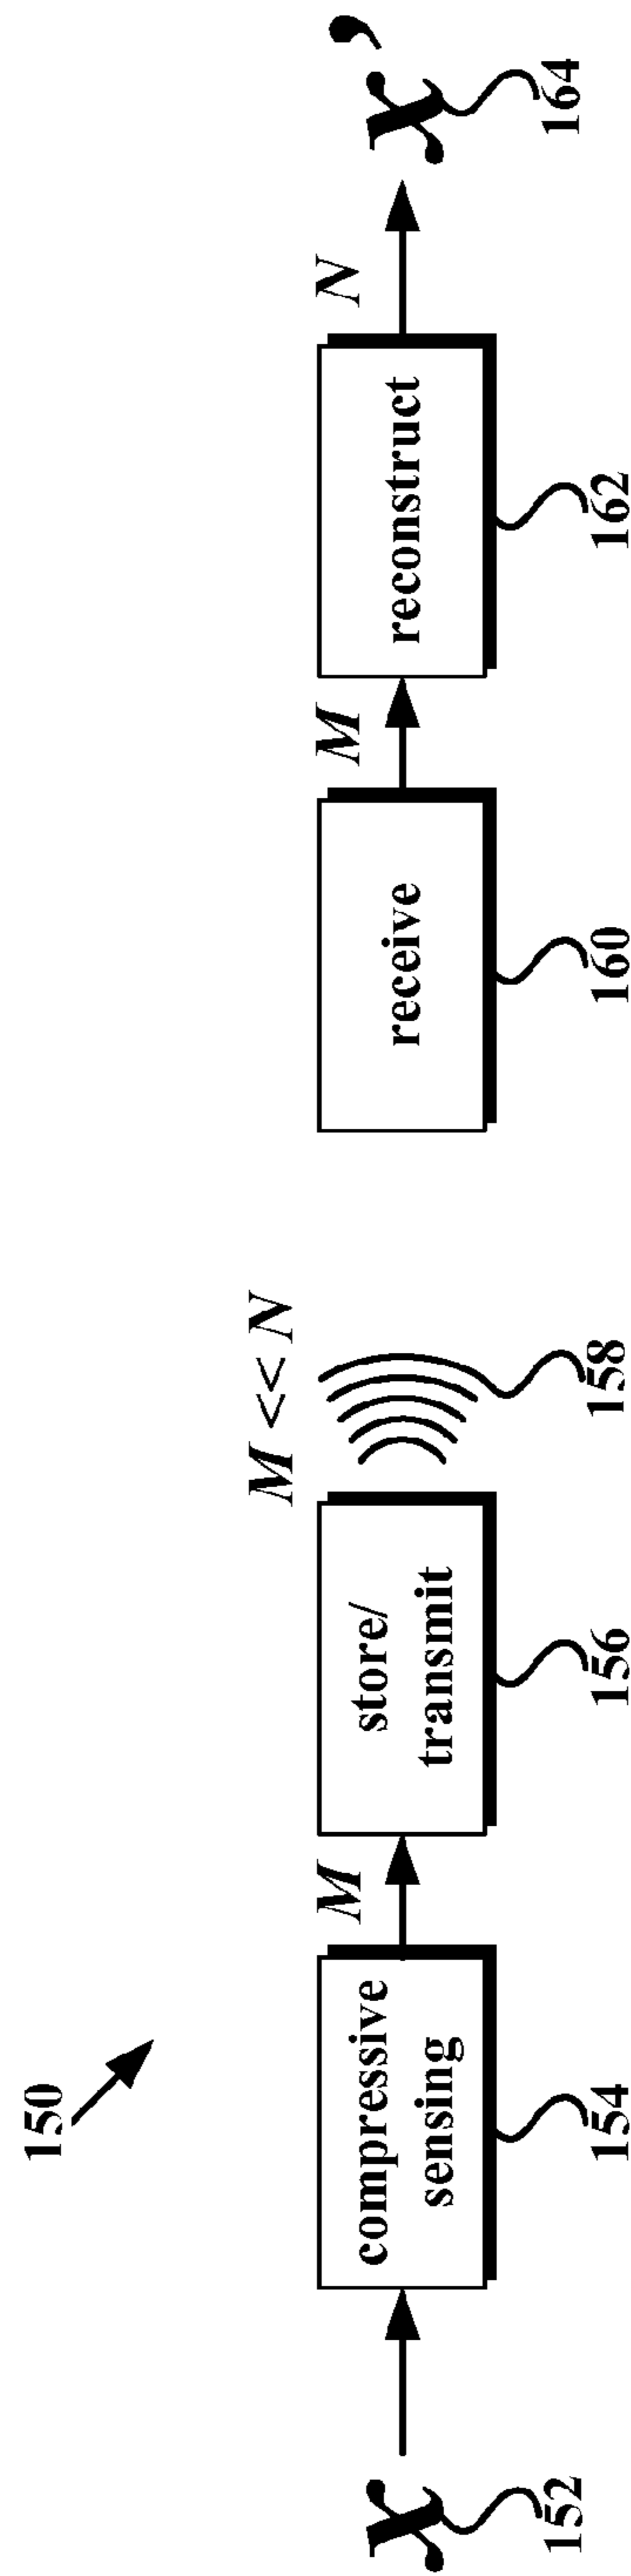 150
M << N
M
M
N
x
compressive
sensing
store/
transmit
receive
reconstruct
x’
152
154
156
158
160
162
164